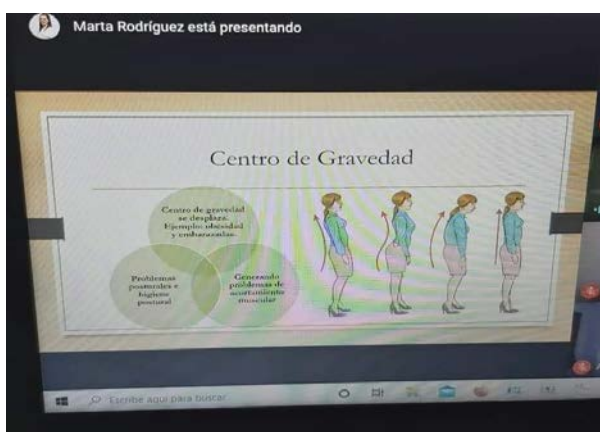 Marta Rodríguez está presentando
Centro de Gravedad
Centro de gravedad
se desplaza.
Ejemplo: obesidad
y embarazadas.
Problemas
posturales e
higiene
postural
Generando
problemas de
acortamiento
muscular
Escribe aquí para buscar